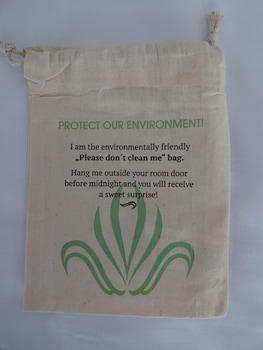 PROTECT OUR ENVIRONMENT!
I am the environmentally friendly
„Please don´t clean me“ bag.
Hang me outside your room door
before midnight and you will receive
a sweet surprise!